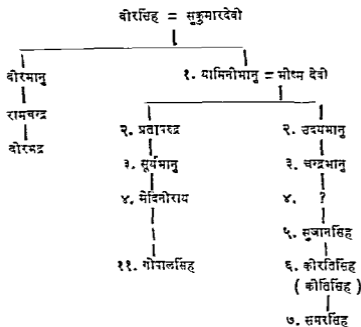 वीरसिंह = सुकुमारदेवी
वीरभानु १. यामिनीभानु = भीष्म देवी
रामचन्द्र २. प्रतापरुद्र २. उदयभानु
वीरभद्र ३. सूर्यभानु ३. चन्द्रभानु
४. मेदिनीराय ४. ?
५. सुजानसिंह
११. गोपालसिंह ६. कीरतिसिंह
( कीर्तिसिंह )
७. समरसिंह